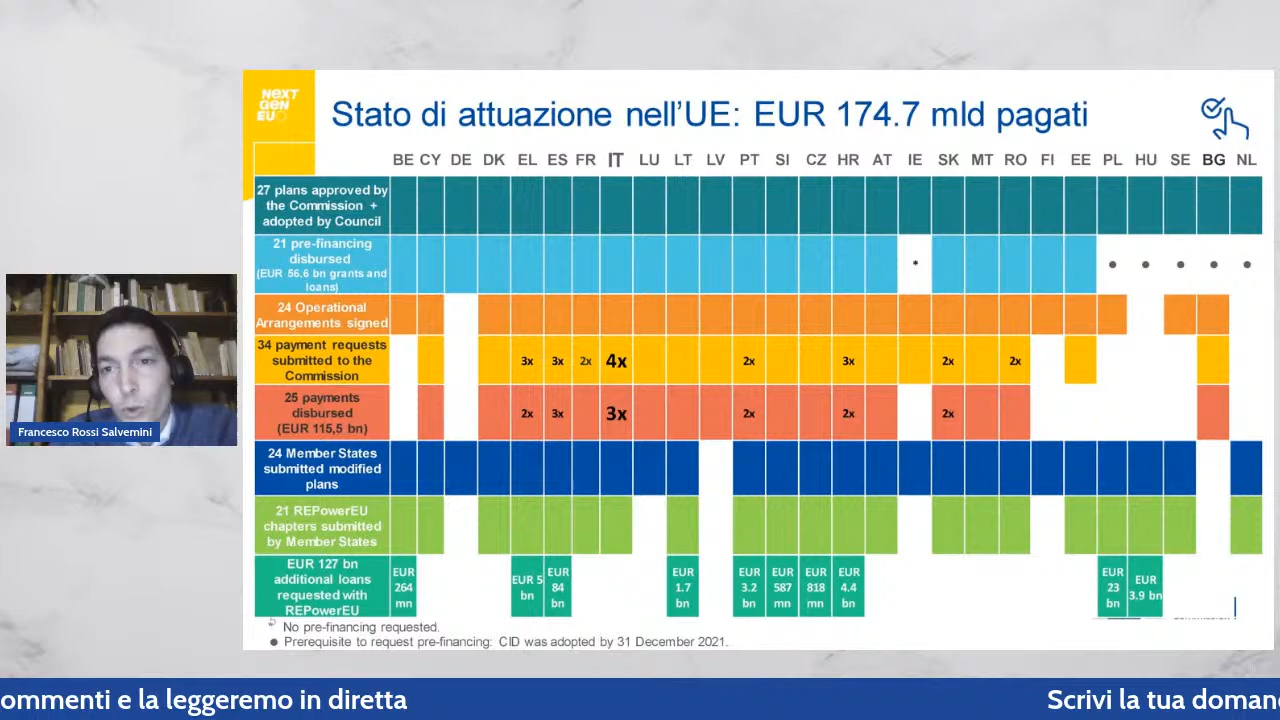 NEXT
GEN
EU
Stato di attuazione nell'UE: EUR 174.7 mld pagati
BE CY DE DK EL ES FR IT LU LT LV PT SI CZ HR AT IE SK MT RO FI EE PL HU SE BG NL
27 plans approved by
the Commission +
adopted by Council
21 pre-financing
disbursed
(EUR 56.6 bn grants and
loans)
* ● ● ● ● ●
24 Operational
Arrangements signed
34 payment requests
submitted to the
Commission
3x 3x 2x 4x 2x 3x 2x 2x
25 payments
disbursed
(EUR 115,5 bn)
2x 3x 3x 2x 2x 2x
24 Member States
submitted modified
plans
21 REPowerEU
chapters submitted
by Member States
EUR 127 bn
additional loans
requested with
REPowerEU
EUR
264
mn
EUR 5
bn
EUR
84
bn
EUR
1.7
bn
EUR
3.2
bn
EUR
587
mn
EUR
818
mn
EUR
4.4
bn
EUR
23
bn
EUR
3.9 bn
No pre-financing requested.
● Prerequisite to request pre-financing: CID was adopted by 31 December 2021.
Francesco Rossi Salvemini
ommenti e la leggeremo in diretta
Scrivi la tua doman